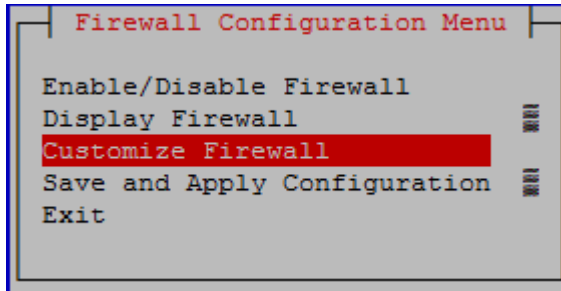 Firewall Configuration Menu
Enable/Disable Firewall
Display Firewall
Customize Firewall
Save and Apply Configuration
Exit